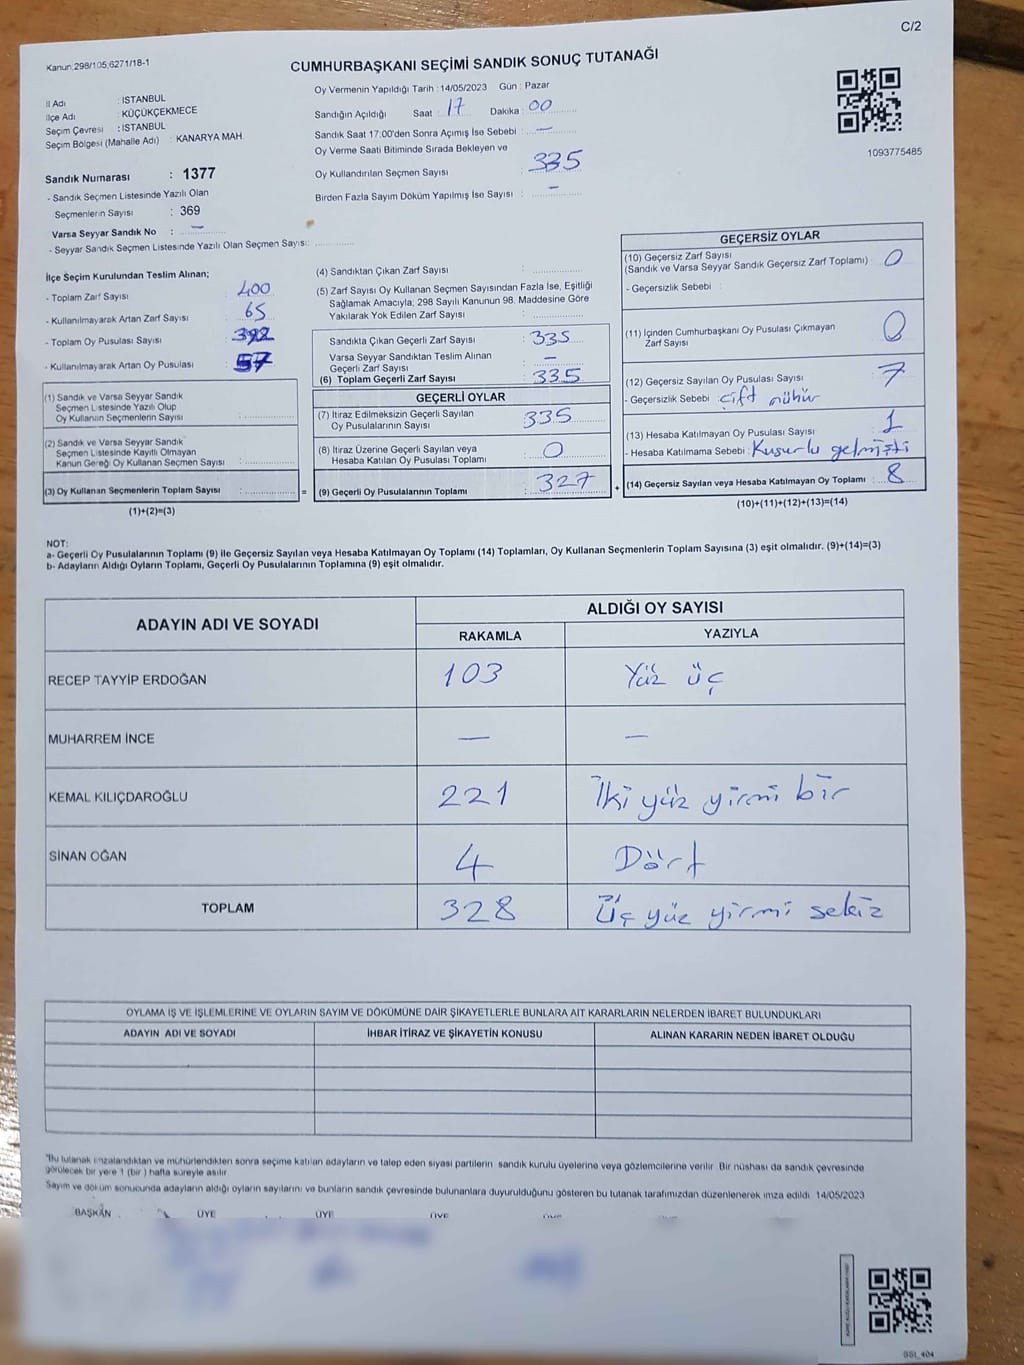 C/2
Kanun:298/105;6271/18-1
CUMHURBAŞKANI SEÇİMİ SANDIK SONUÇ TUTANAĞI
İl Adı : İSTANBUL
İlçe Adı : KÜÇÜKÇEKMECE
Seçim Çevresi : İSTANBUL
Seçim Bölgesi (Mahalle Adı) : KANARYA MAH.
Sandık Numarası : 1377
- Sandık Seçmen Listesinde Yazılı Olan
Seçmenlerin Sayısı : 369
Varsa Seyyar Sandık No : —
- Seyyar Sandık Seçmen Listesinde Yazılı Olan Seçmen Sayısı:
Oy Vermenin Yapıldığı Tarih : 14/05/2023 Gün : Pazar
Sandığın Açıldığı Saat : 17 Dakika : 00
Sandık Saat 17.00'den Sonra Açılmış İse Sebebi : —
Oy Verme Saati Bitiminde Sırada Bekleyen ve
Oy Kullandırılan Seçmen Sayısı : 335
Birden Fazla Sayım Döküm Yapılmış İse Sayısı : —
1093775485
İlçe Seçim Kurulundan Teslim Alınan;
- Toplam Zarf Sayısı : 400
- Kullanılmayarak Artan Zarf Sayısı : 65
- Toplam Oy Pusulası Sayısı : 392
- Kullanılmayarak Artan Oy Pusulası : 57
(1) Sandık ve Varsa Seyyar Sandık
Seçmen Listesinde Yazılı Olup
Oy Kullanan Seçmenlerin Sayısı :
(2) Sandık ve Varsa Seyyar Sandık
Seçmen Listesinde Kayıtlı Olmayan
Kanun Gereği Oy Kullanan Seçmen Sayısı :
(3) Oy Kullanan Seçmenlerin Toplam Sayısı : =
(1)+(2)=(3)
(4) Sandıktan Çıkan Zarf Sayısı :
(5) Zarf Sayısı Oy Kullanan Seçmen Sayısından Fazla İse, Eşitliği
Sağlamak Amacıyla, 298 Sayılı Kanunun 98. Maddesine Göre
Yakılarak Yok Edilen Zarf Sayısı :
Sandıkta Çıkan Geçerli Zarf Sayısı : 335
Varsa Seyyar Sandıktan Teslim Alınan
Geçerli Zarf Sayısı : —
(6) Toplam Geçerli Zarf Sayısı : 335
GEÇERLİ OYLAR
(7) İtiraz Edilmeksizin Geçerli Sayılan
Oy Pusulalarının Sayısı : 335
(8) İtiraz Üzerine Geçerli Sayılan veya
Hesaba Katılan Oy Pusulası Toplamı : 0
(9) Geçerli Oy Pusulalarının Toplamı : 327 +
GEÇERSİZ OYLAR
(10) Geçersiz Zarf Sayısı
(Sandık ve Varsa Seyyar Sandık Geçersiz Zarf Toplamı) : 0
- Geçersizlik Sebebi :
(11) İçinden Cumhurbaşkanı Oy Pusulası Çıkmayan
Zarf Sayısı : 0
(12) Geçersiz Sayılan Oy Pusulası Sayısı : 7
- Geçersizlik Sebebi : Çift mühür
(13) Hesaba Katılmayan Oy Pusulası Sayısı : 1
- Hesaba Katılmama Sebebi : Kusurlu gelmişti
(14) Geçersiz Sayılan veya Hesaba Katılmayan Oy Toplamı : 8
(10)+(11)+(12)+(13)=(14)
NOT:
a- Geçerli Oy Pusulalarının Toplamı (9) ile Geçersiz Sayılan veya Hesaba Katılmayan Oy Toplamı (14) Toplamları, Oy Kullanan Seçmenlerin Toplam Sayısına (3) eşit olmalıdır. (9)+(14)=(3)
b- Adayların Aldığı Oyların Toplamı, Geçerli Oy Pusulalarının Toplamına (9) eşit olmalıdır.
ADAYIN ADI VE SOYADI
ALDIĞI OY SAYISI
RAKAMLA YAZIYLA
RECEP TAYYİP ERDOĞAN 103 Yüz üç
MUHARREM İNCE — —
KEMAL KILIÇDAROĞLU 221 İki yüz yirmi bir
SİNAN OĞAN 4 Dört
TOPLAM 328 Üç yüz yirmi sekiz
OYLAMA İŞ VE İŞLEMLERİNE VE OYLARIN SAYIM VE DÖKÜMÜNE DAİR ŞİKAYETLERLE BUNLARA AİT KARARLARIN NELERDEN İBARET BULUNDUKLARI
ADAYIN ADI VE SOYADI İHBAR İTİRAZ VE ŞİKAYETİN KONUSU ALINAN KARARIN NEDEN İBARET OLDUĞU
*Bu tutanak imzalandıktan ve mühürlendikten sonra seçime katılan adayların ve talep eden siyasi partilerin sandık kurulu üyelerine veya gözlemcilerine verilir. Bir nüshası da sandık çevresinde
görülecek bir yere 1 (bir ) hafta süreyle asılır.
Sayım ve döküm sonucunda adayların aldığı oyların sayılarını ve bunların sandık çevresinde bulunanlara duyurulduğunu gösteren bu tutanak tarafımızdan düzenlenerek imza edildi. 14/05/2023
BAŞKAN ÜYE ÜYE ÜYE
SSI_404